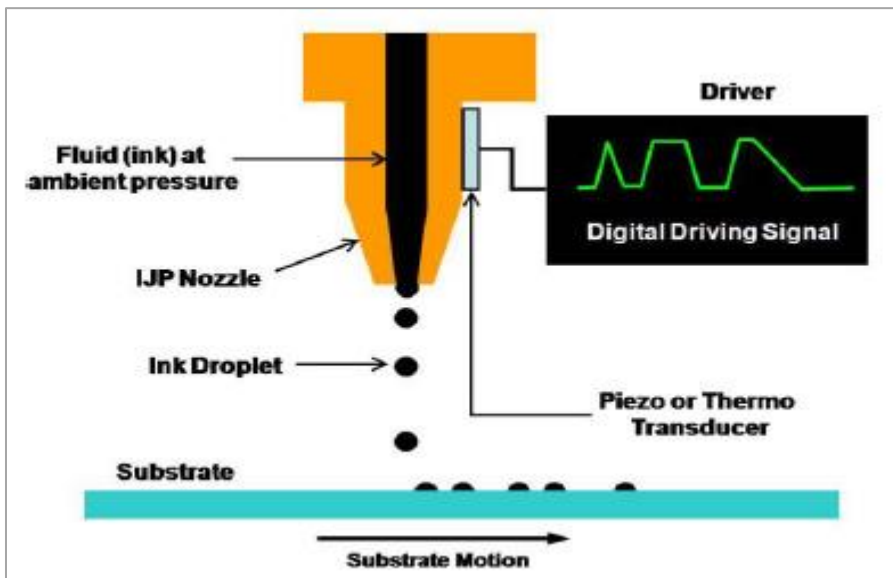 Driver
Fluid (ink) at
ambient pressure
Digital Driving Signal
IJP Nozzle
Ink Droplet
Piezo or Thermo
Transducer
Substrate
Substrate Motion